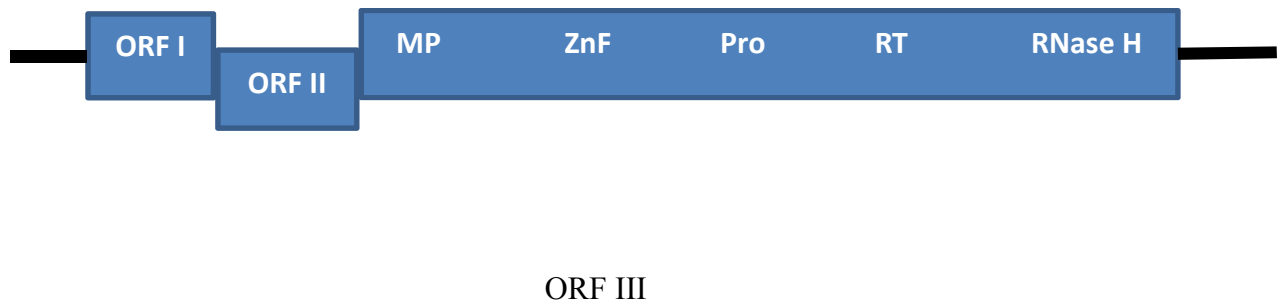 ORF I
MP ZnF Pro RT RNase H
ORF II
ORF III